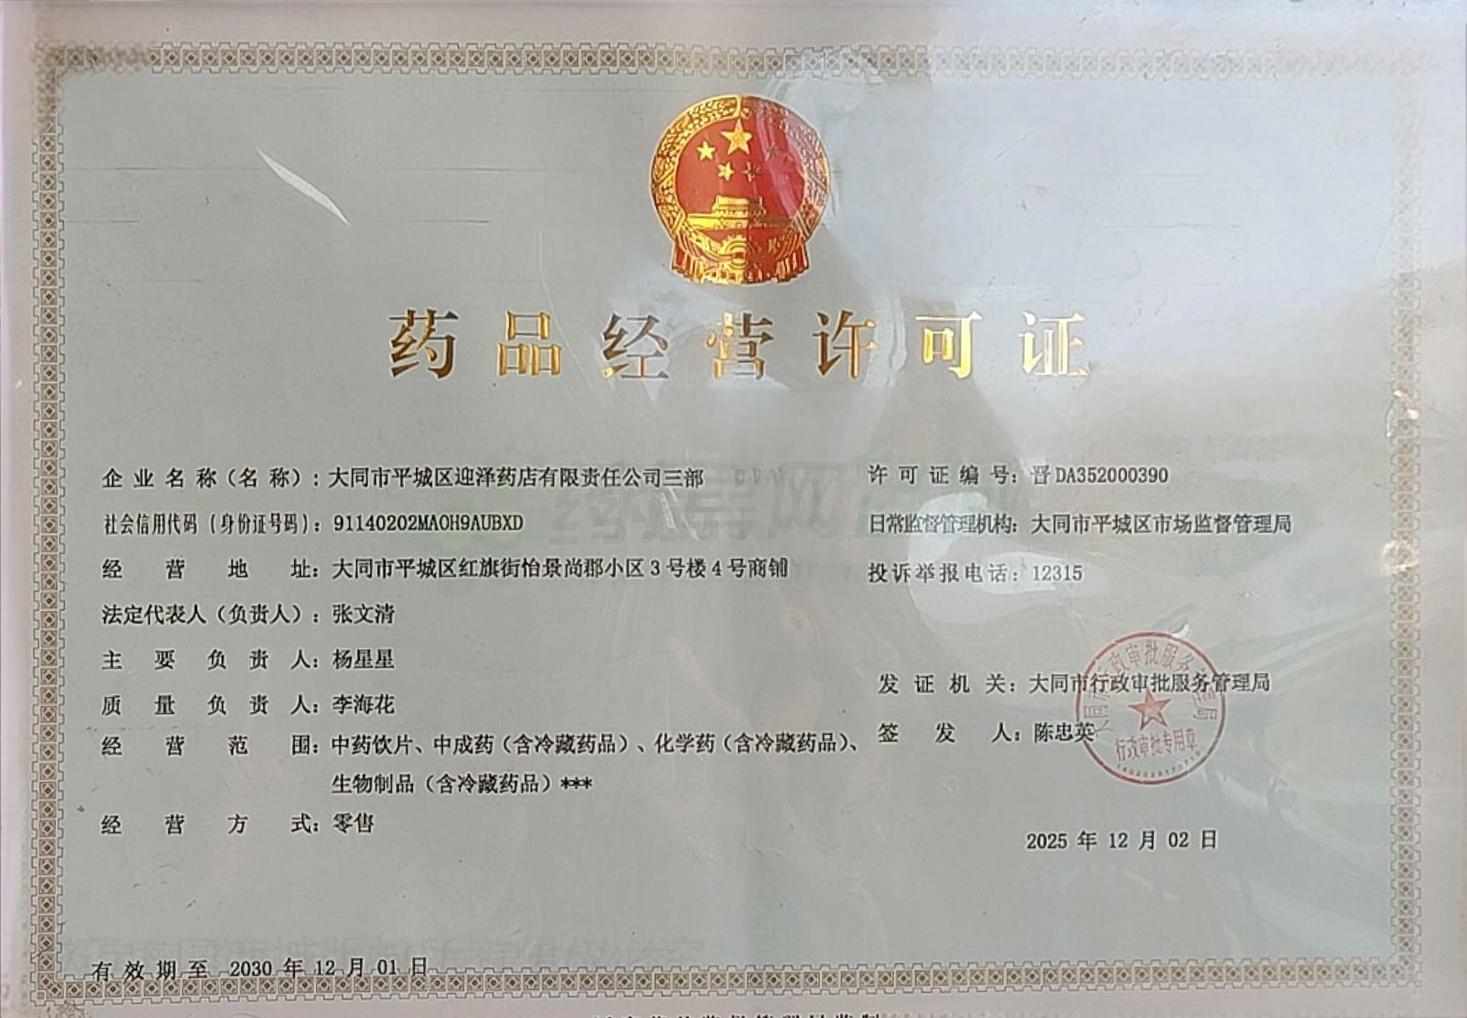 药品经营许可证
企业名称（名称）：大同市平城区迎泽药店有限责任公司三部
许可证编号：晋DA352000390
社会信用代码（身份证号码）：91140202MA0H9AUBXD
日常监督管理机构：大同市平城区市场监督管理局
经营地址：大同市平城区红旗街怡景尚郡小区3号楼4号商铺
投诉举报电话：12315
法定代表人（负责人）：张文清
主要负责人：杨星星
发证机关：大同市行政审批服务管理局
质量负责人：李海花
签发人：陈忠英
行政审批专用章
经营范围：中药饮片、中成药（含冷藏药品）、化学药（含冷藏药品）、
生物制品（含冷藏药品）***
经营方式：零售
2025年12月02日
有效期至 2030年12月01日